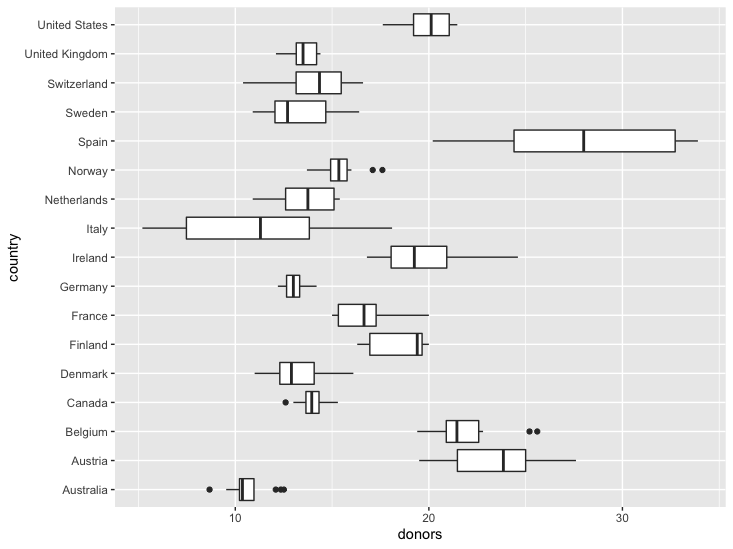 United States
United Kingdom
Switzerland
Sweden
Spain
Norway
Netherlands
Italy
Ireland
Germany
France
Finland
Denmark
Canada
Belgium
Austria
Australia
country
10 20 30
donors